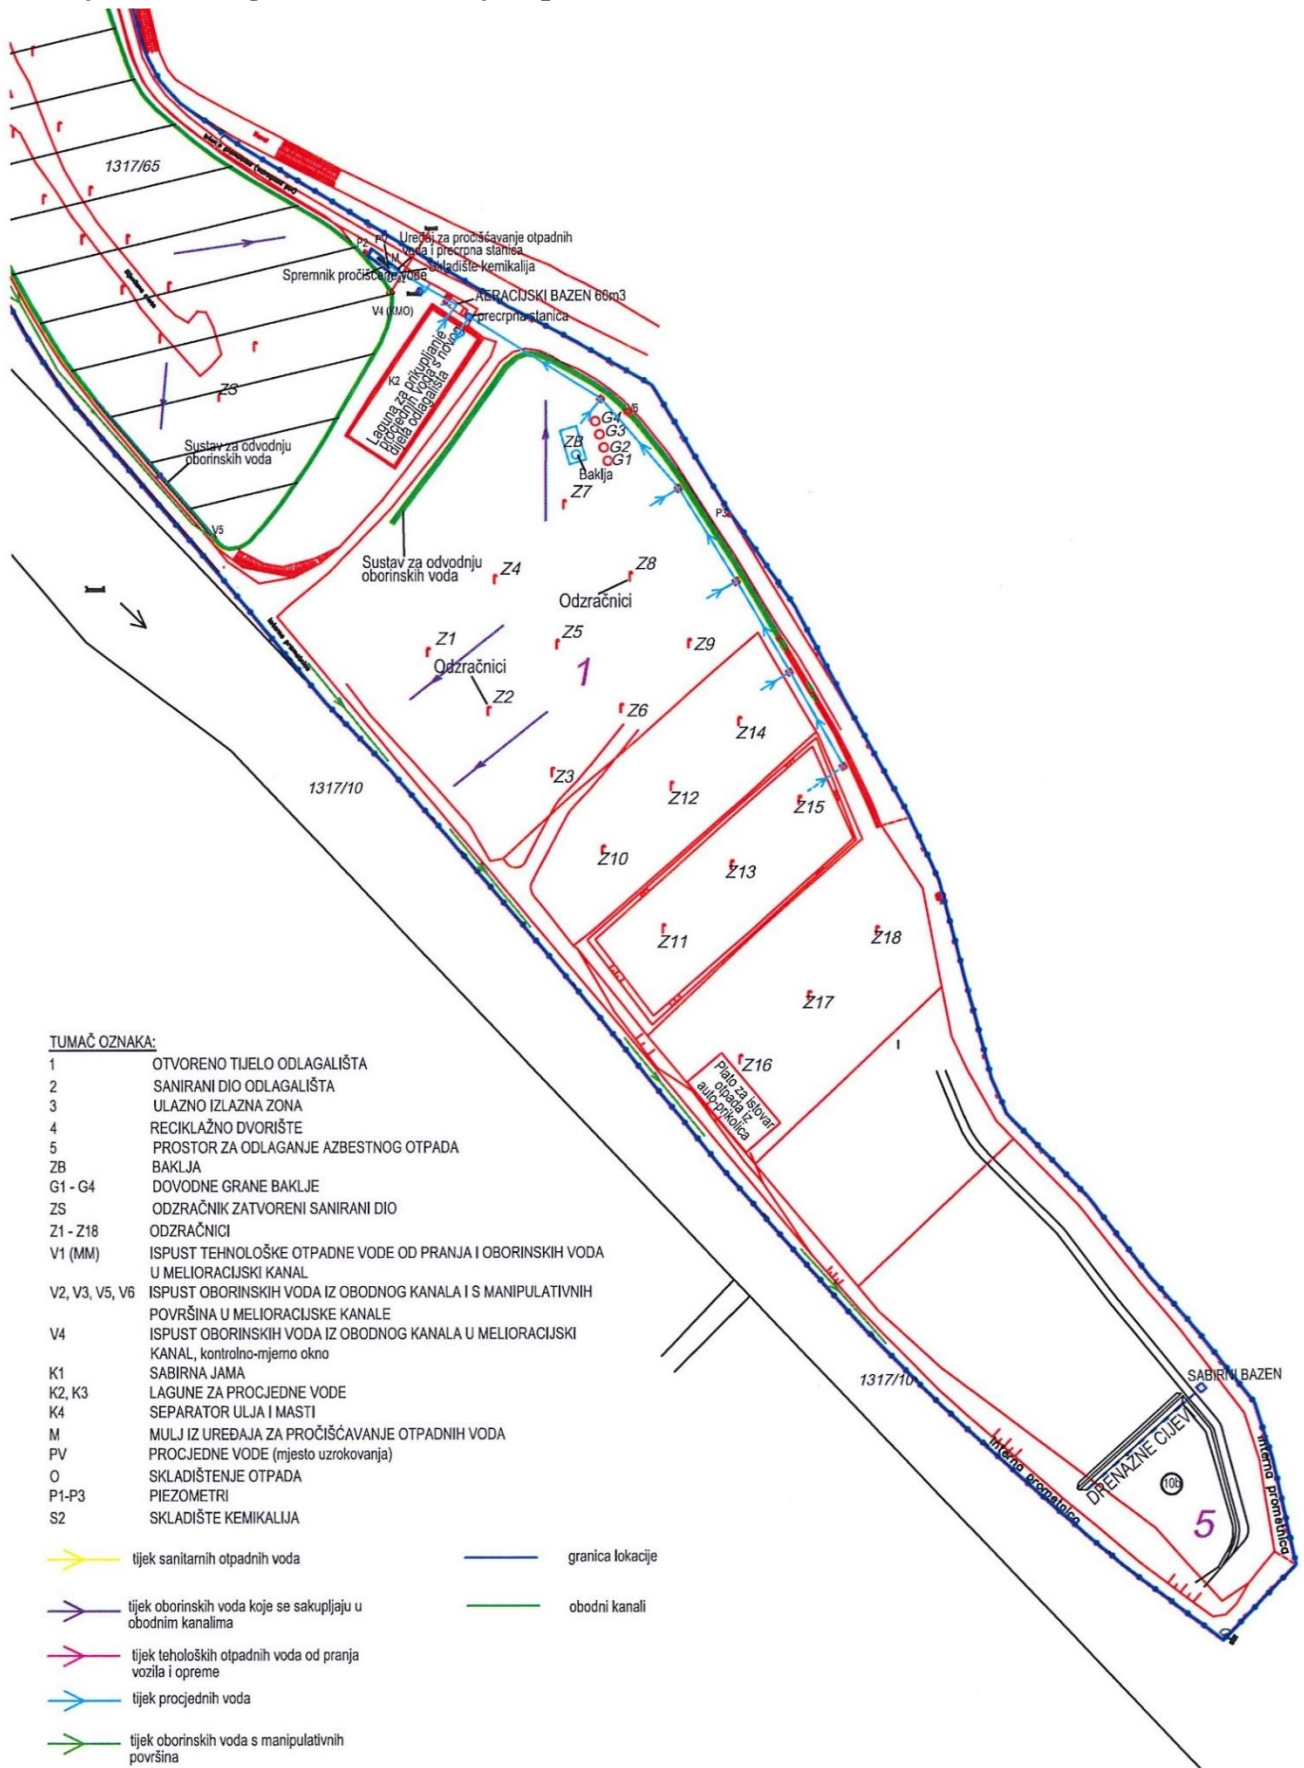 1317/65
P2
PV
Uređaj za pročišćavanje otpadnih
voda i precrpna stanica
M
Skladište kemikalija
Spremnik pročišćene vode
AERACIJSKI BAZEN 60m3
V4 (KMO)
precrpna stanica
K2
Laguna za prikupljanje
procjednih voda s novog
dijela odlagališta
ZS
Sustav za odvodnju
oborinskih voda
V5
V6
G4
G3
G2
G1
ZB
Baklja
Z7
P3
Sustav za odvodnju
oborinskih voda
Z4
Z8
Odzračnici
Z1
Z5
Z9
Odzračnici
1
Z2
Z6
Z14
Z3
1317/10
Z12
Z15
Z10
Z13
Z11
Z18
Z17
Z16
Plato za istovar
otpada iz
auto-prikolica
1317/10
SABIRNI BAZEN
DRENAŽNE CIJEVI
10b
5
Interna prometnica
Interna prometnica
TUMAČ OZNAKA:
1 OTVORENO TIJELO ODLAGALIŠTA
2 SANIRANI DIO ODLAGALIŠTA
3 ULAZNO IZLAZNA ZONA
4 RECIKLAŽNO DVORIŠTE
5 PROSTOR ZA ODLAGANJE AZBESTNOG OTPADA
ZB BAKLJA
G1 - G4 DOVODNE GRANE BAKLJE
ZS ODZRAČNIK ZATVORENI SANIRANI DIO
Z1 - Z18 ODZRAČNICI
V1 (MM) ISPUST TEHNOLOŠKE OTPADNE VODE OD PRANJA I OBORINSKIH VODA
U MELIORACIJSKI KANAL
V2, V3, V5, V6 ISPUST OBORINSKIH VODA IZ OBODNOG KANALA I S MANIPULATIVNIH
POVRŠINA U MELIORACIJSKE KANALE
V4 ISPUST OBORINSKIH VODA IZ OBODNOG KANALA U MELIORACIJSKI
KANAL, kontrolno-mjerno okno
K1 SABIRNA JAMA
K2, K3 LAGUNE ZA PROCJEDNE VODE
K4 SEPARATOR ULJA I MASTI
M MULJ IZ UREĐAJA ZA PROČIŠĆAVANJE OTPADNIH VODA
PV PROCJEDNE VODE (mjesto uzrokovanja)
O SKLADIŠTENJE OTPADA
P1-P3 PIEZOMETRI
S2 SKLADIŠTE KEMIKALIJA
tijek sanitarnih otpadnih voda
granica lokacije
tijek oborinskih voda koje se sakupljaju u
obodnim kanalima
obodni kanali
tijek teholoških otpadnih voda od pranja
vozila i opreme
tijek procjednih voda
tijek oborinskih voda s manipulativnih
površina